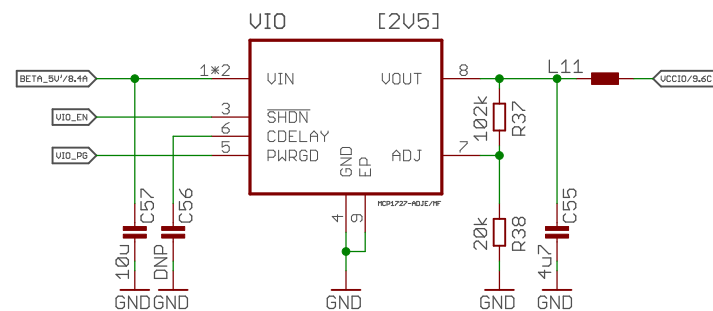 VIO [2V5]
BETA_5V'/8.4A
1*2 VIN VOUT 8
L11
VCCIO/9.6C
VIO_EN
3 SHDN
6 CDELAY
VIO_PG
5 PWRGD
ADJ 7
GND
EP
MCP1727-ADJE/MF
4
9
102k
R37
20k
R38
C57
10u
C56
DNP
C55
4u7
GND
GND
GND
GND
GND